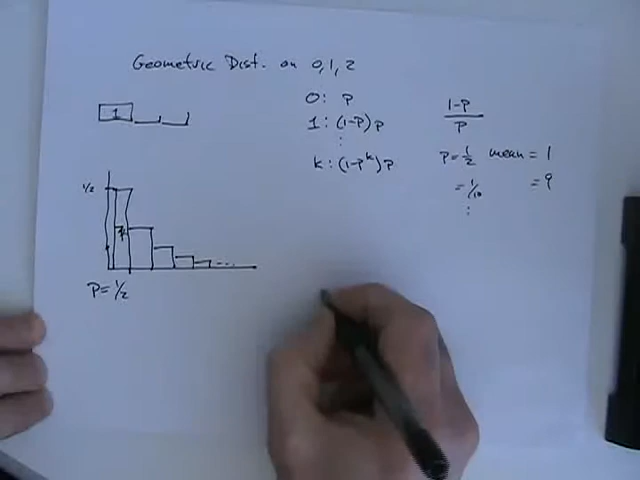 Geometric Dist. on 0,1,2
0: p
1: (1-p)p
:
k: (1-p^k)p
1
1-p
p
p=1/2 mean = 1
=1/10 =9
:
1/2
...
P=1/2